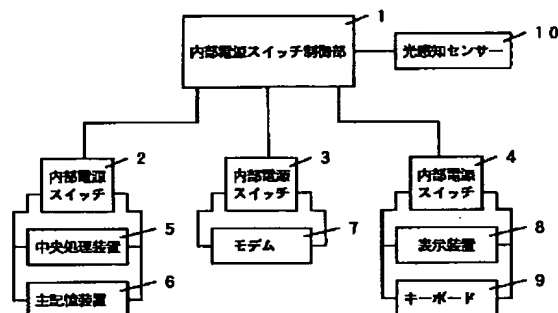 1
内部電源スイッチ制御部
10
光感知センサー
2
内部電源
スイッチ
3
内部電源
スイッチ
4
内部電源
スイッチ
5
中央処理装置
7
モデム
8
表示装置
6
主記憶装置
9
キーボード